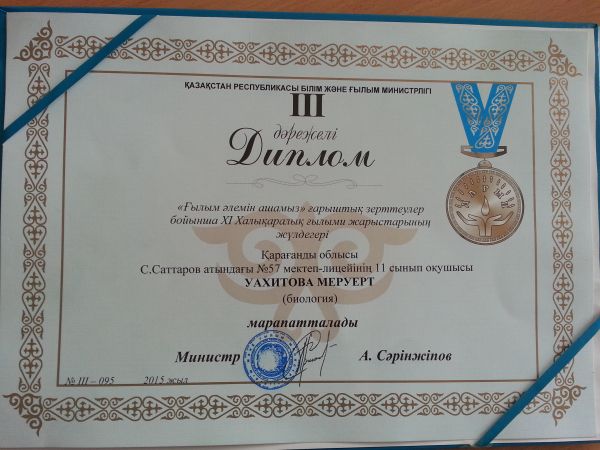 ҚАЗАҚСТАН РЕСПУБЛИКАСЫ БІЛІМ ЖӘНЕ ҒЫЛЫМ МИНИСТРЛІГІ
III
дәрежелі
Диплом
«Ғылым әлемін ашамыз» ғарыштық зерттеулер
бойынша XI Халықаралық ғылыми жарыстарының
жүлдегері
Қарағанды облысы
С.Саттаров атындағы №57 мектеп-лицейінің 11 сынып оқушысы
УАХИТОВА МЕРУЕРТ
(биология)
марапатталады
Министр А. Сәрінжіпов
№ III – 095 2015 жыл